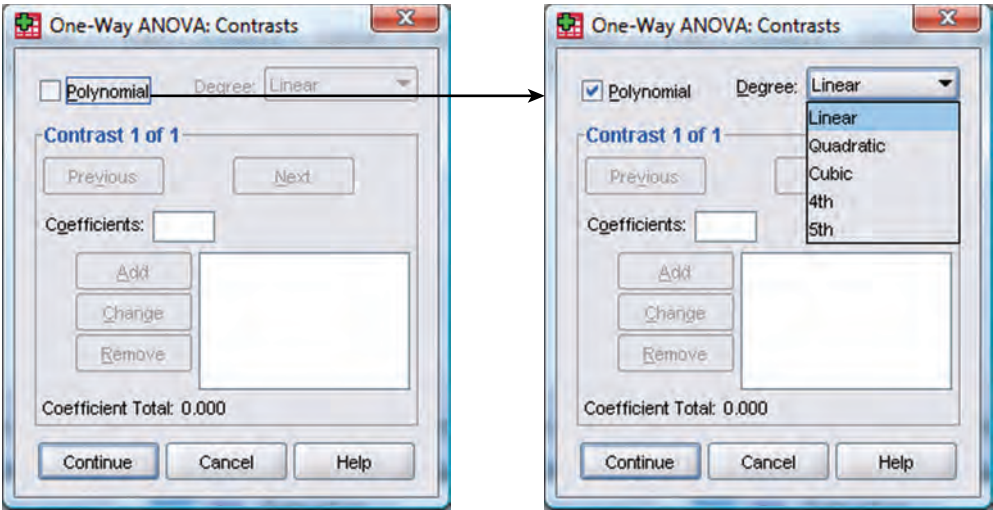 One-Way ANOVA: Contrasts
Polynomial Degree: Linear
Contrast 1 of 1
Previous Next
Coefficients:
Add
Change
Remove
Coefficient Total: 0.000
Continue Cancel Help
One-Way ANOVA: Contrasts
Polynomial Degree: Linear
Linear
Contrast 1 of 1
Quadratic
Previous
Cubic
4th
Coefficients:
5th
Add
Change
Remove
Coefficient Total: 0.000
Continue Cancel Help